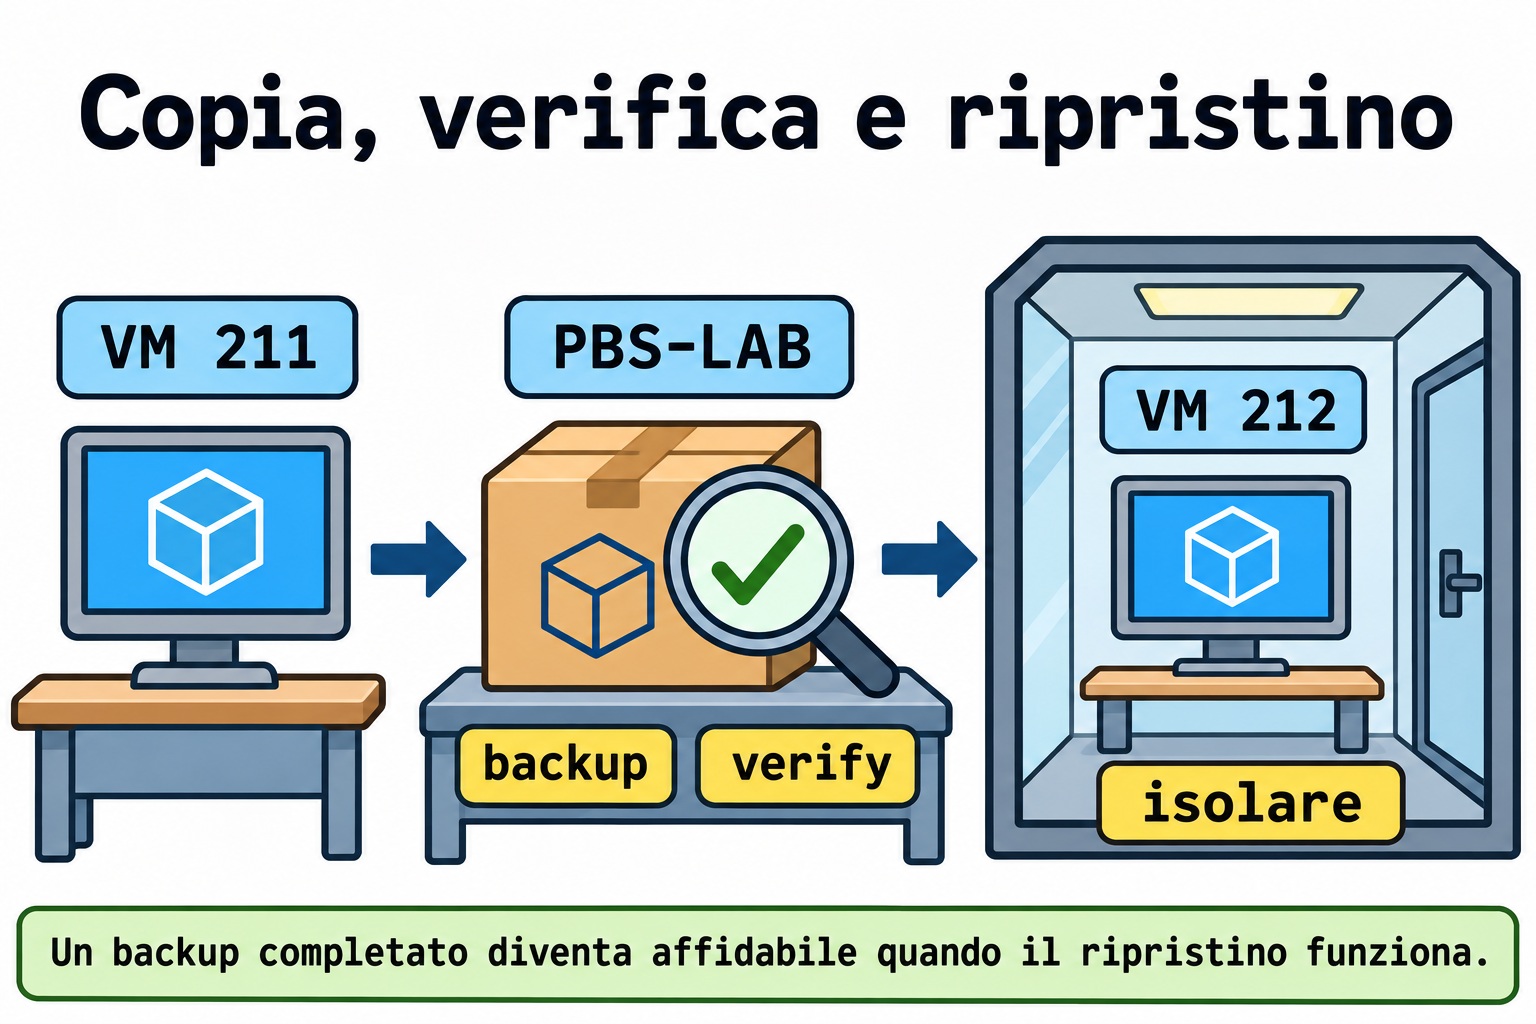 Copia, verifica e ripristino
VM 211
PBS-LAB
VM 212
backup
verify
isolare
Un backup completato diventa affidabile quando il ripristino funziona.